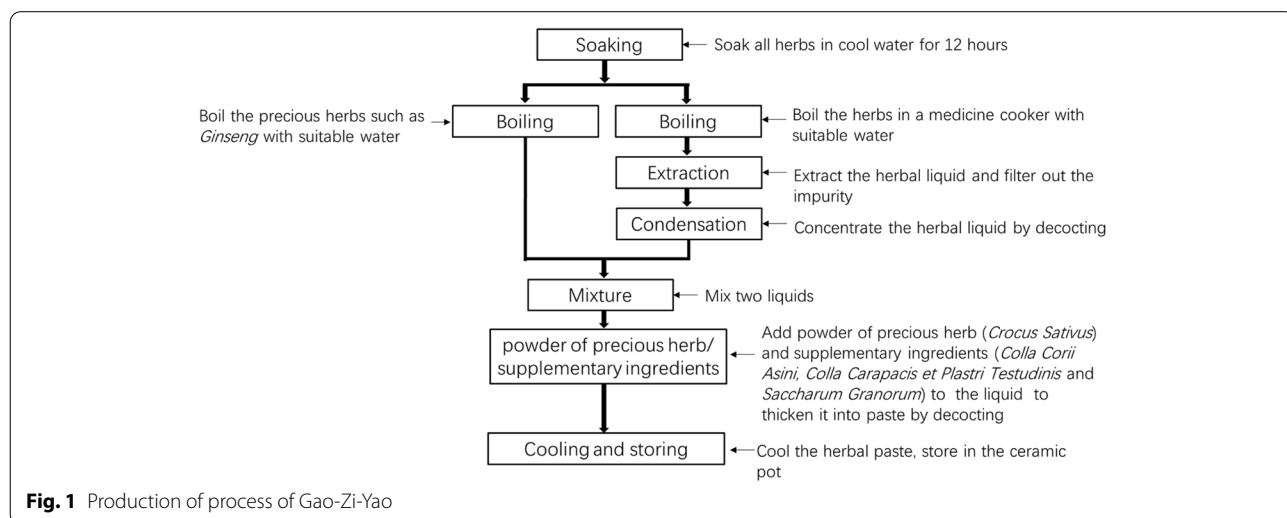 Soaking
Soak all herbs in cool water for 12 hours
Boil the precious herbs such as
Ginseng with suitable water
Boiling
Boiling
Boil the herbs in a medicine cooker with
suitable water
Extraction
Extract the herbal liquid and filter out the
impurity
Condensation
Concentrate the herbal liquid by decocting
Mixture
Mix two liquids
powder of precious herb/
supplementary ingredients
Add powder of precious herb (Crocus Sativus)
and supplementary ingredients (Colla Corii
Asini, Colla Carapacis et Plastri Testudinis and
Saccharum Granorum) to the liquid to
thicken it into paste by decocting
Cooling and storing
Cool the herbal paste, store in the ceramic
pot
Fig. 1 Production of process of Gao-Zi-Yao